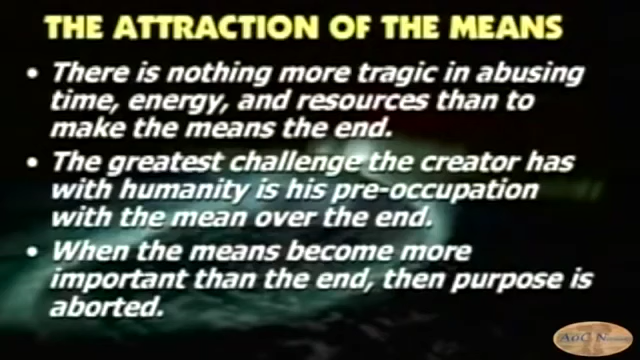 THE ATTRACTION OF THE MEANS
• There is nothing more tragic in abusing
time, energy, and resources than to
make the means the end.
• The greatest challenge the creator has
with humanity is his pre-occupation
with the mean over the end.
• When the means become more
important than the end, then purpose is
aborted.